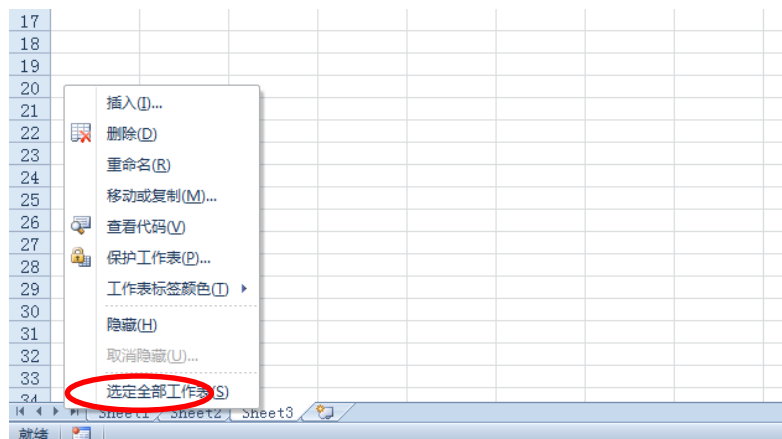 17
18
19
20
21
22
23
24
25
26
27
28
29
30
31
32
33
34
插入(I)...
删除(D)
重命名(R)
移动或复制(M)...
查看代码(V)
保护工作表(P)...
工作表标签颜色(T)
隐藏(H)
取消隐藏(U)...
选定全部工作表(S)
Sheet1 Sheet2 Sheet3
就绪